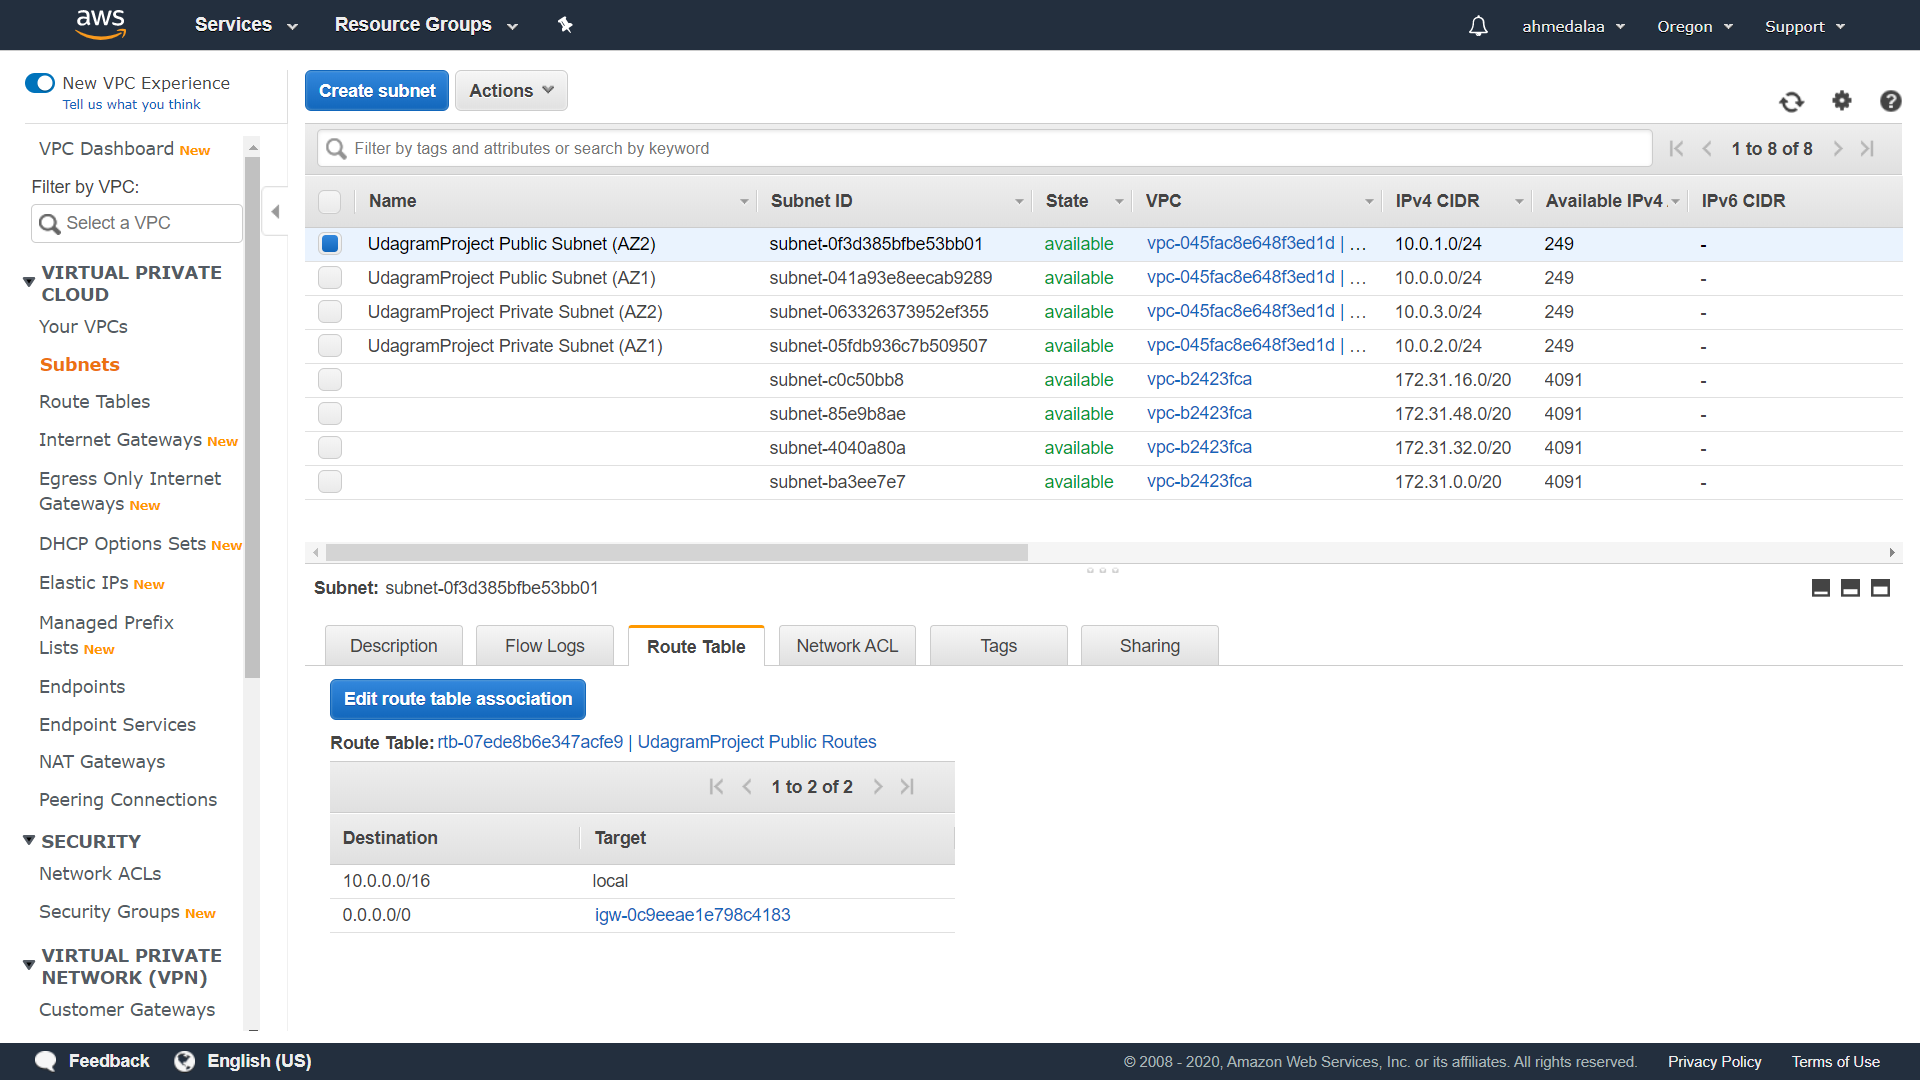 aws
Services
Resource Groups
ahmedalaa
Oregon
Support
New VPC Experience
Tell us what you think
VPC Dashboard New
Filter by VPC:
Select a VPC
VIRTUAL PRIVATE
CLOUD
Your VPCs
Subnets
Route Tables
Internet Gateways New
Egress Only Internet
Gateways New
DHCP Options Sets New
Elastic IPs New
Managed Prefix
Lists New
Endpoints
Endpoint Services
NAT Gateways
Peering Connections
SECURITY
Network ACLs
Security Groups New
VIRTUAL PRIVATE
NETWORK (VPN)
Customer Gateways
Create subnet Actions
Filter by tags and attributes or search by keyword 1 to 8 of 8
Name Subnet ID State VPC IPv4 CIDR Available IPv4 IPv6 CIDR
UdagramProject Public Subnet (AZ2) subnet-0f3d385bfbe53bb01 available vpc-045fac8e648f3ed1d | ... 10.0.1.0/24 249 -
UdagramProject Public Subnet (AZ1) subnet-041a93e8eecab9289 available vpc-045fac8e648f3ed1d | ... 10.0.0.0/24 249 -
UdagramProject Private Subnet (AZ2) subnet-063326373952ef355 available vpc-045fac8e648f3ed1d | ... 10.0.3.0/24 249 -
UdagramProject Private Subnet (AZ1) subnet-05fdb936c7b509507 available vpc-045fac8e648f3ed1d | ... 10.0.2.0/24 249 -
subnet-c0c50bb8 available vpc-b2423fca 172.31.16.0/20 4091 -
subnet-85e9b8ae available vpc-b2423fca 172.31.48.0/20 4091 -
subnet-4040a80a available vpc-b2423fca 172.31.32.0/20 4091 -
subnet-ba3ee7e7 available vpc-b2423fca 172.31.0.0/20 4091 -
Subnet: subnet-0f3d385bfbe53bb01
Description Flow Logs Route Table Network ACL Tags Sharing
Edit route table association
Route Table: rtb-07ede8b6e347acfe9 | UdagramProject Public Routes
1 to 2 of 2
Destination Target
10.0.0.0/16 local
0.0.0.0/0 igw-0c9eeae1e798c4183
Feedback English (US) © 2008 - 2020, Amazon Web Services, Inc. or its affiliates. All rights reserved. Privacy Policy Terms of Use